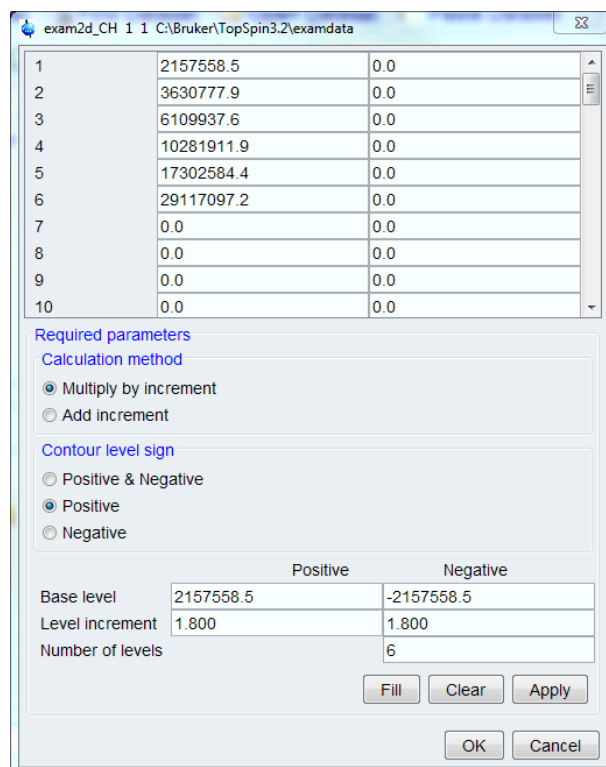 exam2d_CH 1 1 C:\Bruker\TopSpin3.2\examdata
1 2157558.5 0.0
2 3630777.9 0.0
3 6109937.6 0.0
4 10281911.9 0.0
5 17302584.4 0.0
6 29117097.2 0.0
7 0.0 0.0
8 0.0 0.0
9 0.0 0.0
10 0.0 0.0
Required parameters
Calculation method
Multiply by increment
Add increment
Contour level sign
Positive & Negative
Positive
Negative
Positive Negative
Base level 2157558.5 -2157558.5
Level increment 1.800 1.800
Number of levels 6
Fill Clear Apply
OK Cancel